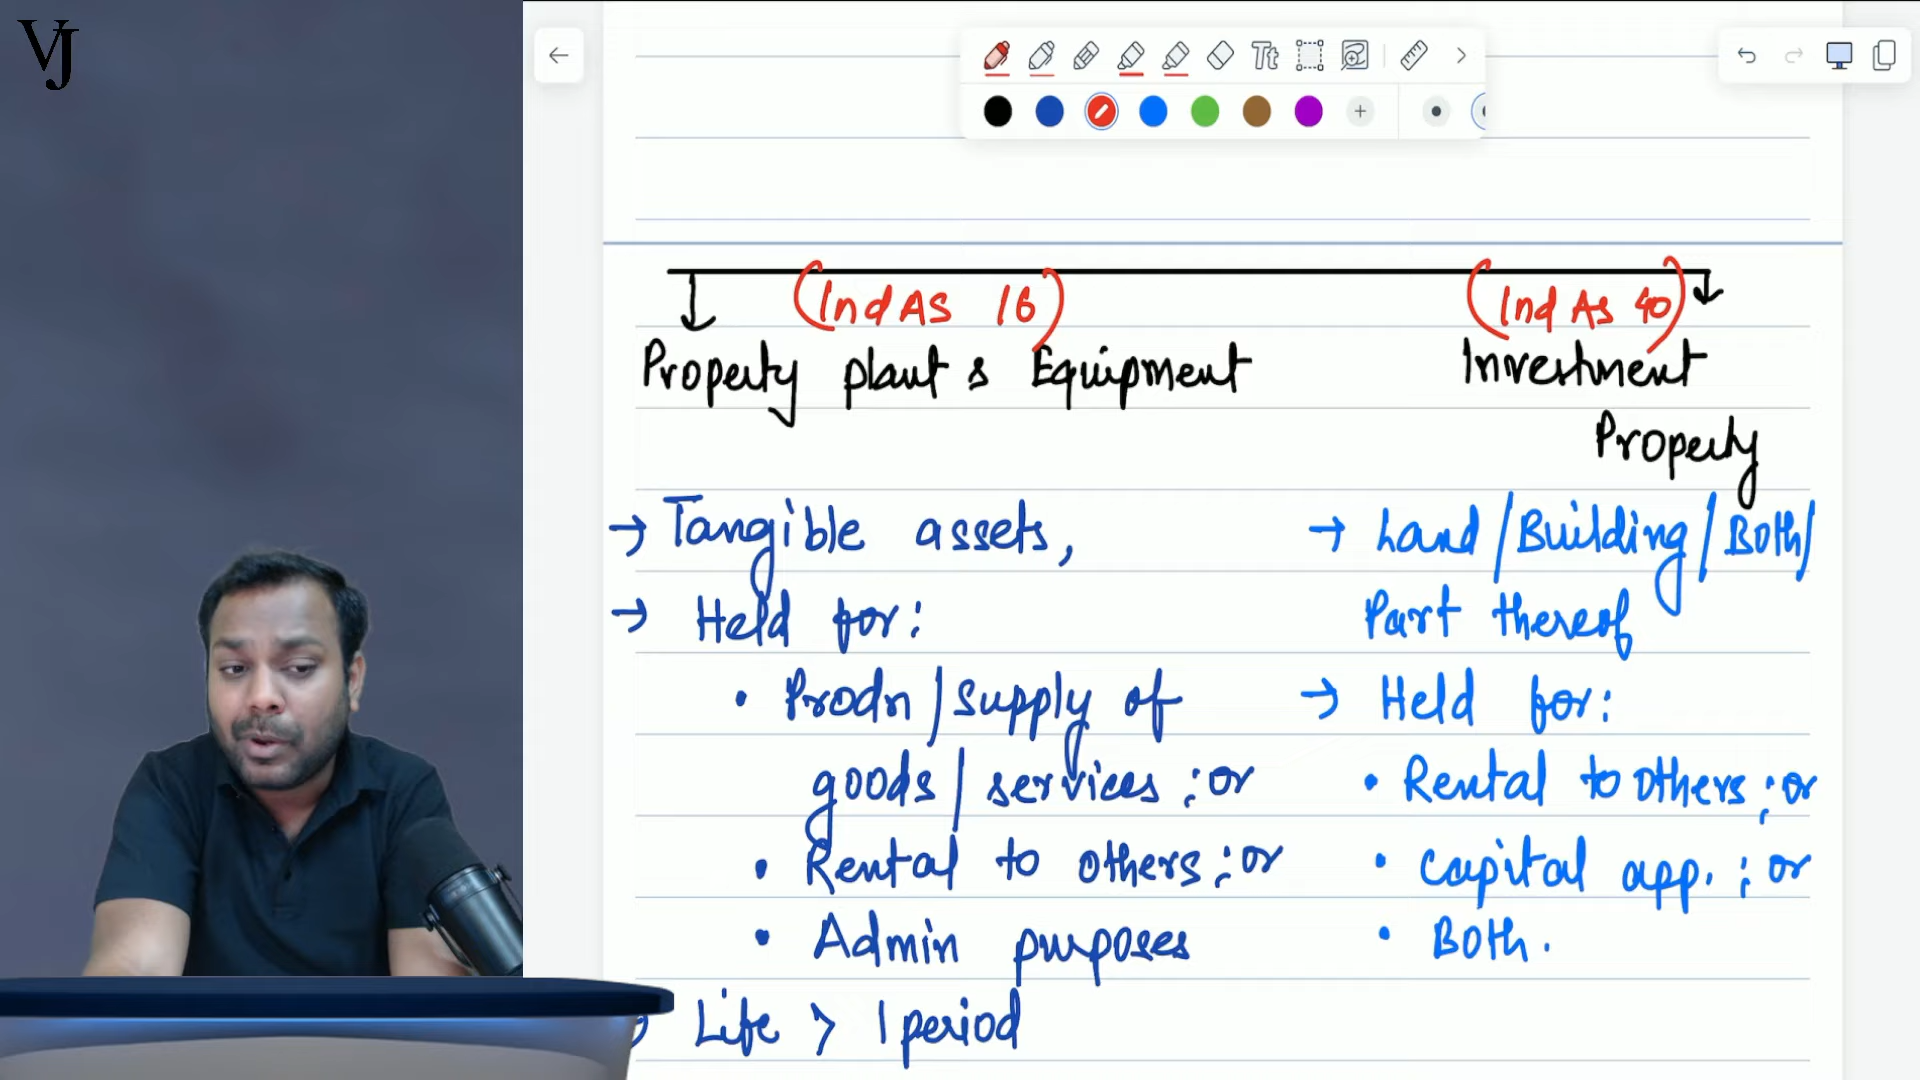 VJ
Tt
(Ind AS 16)
Property plant & Equipment
→ Tangible assets,
→ Held for:
• Prodn/supply of
goods/services ; or
• Rental to others ; or
• Admin purposes
Life > 1 period
(Ind As 40)
Investment
Property
→ Land/Building/Both/
Part thereof
→ Held for:
• Rental to others ; or
• Capital app. ; or
• Both.